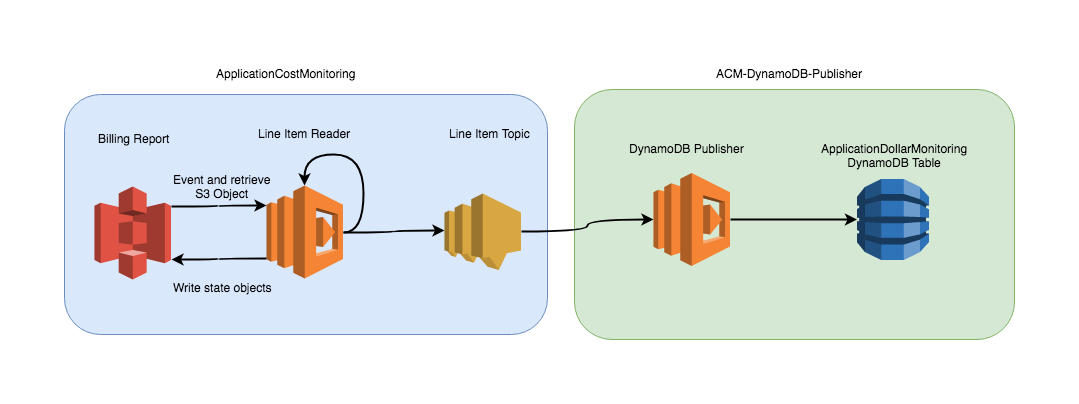 ApplicationCostMonitoring
ACM-DynamoDB-Publisher
Billing Report
Line Item Reader
Line Item Topic
DynamoDB Publisher
ApplicationDollarMonitoring
DynamoDB Table
Event and retrieve
S3 Object
Write state objects